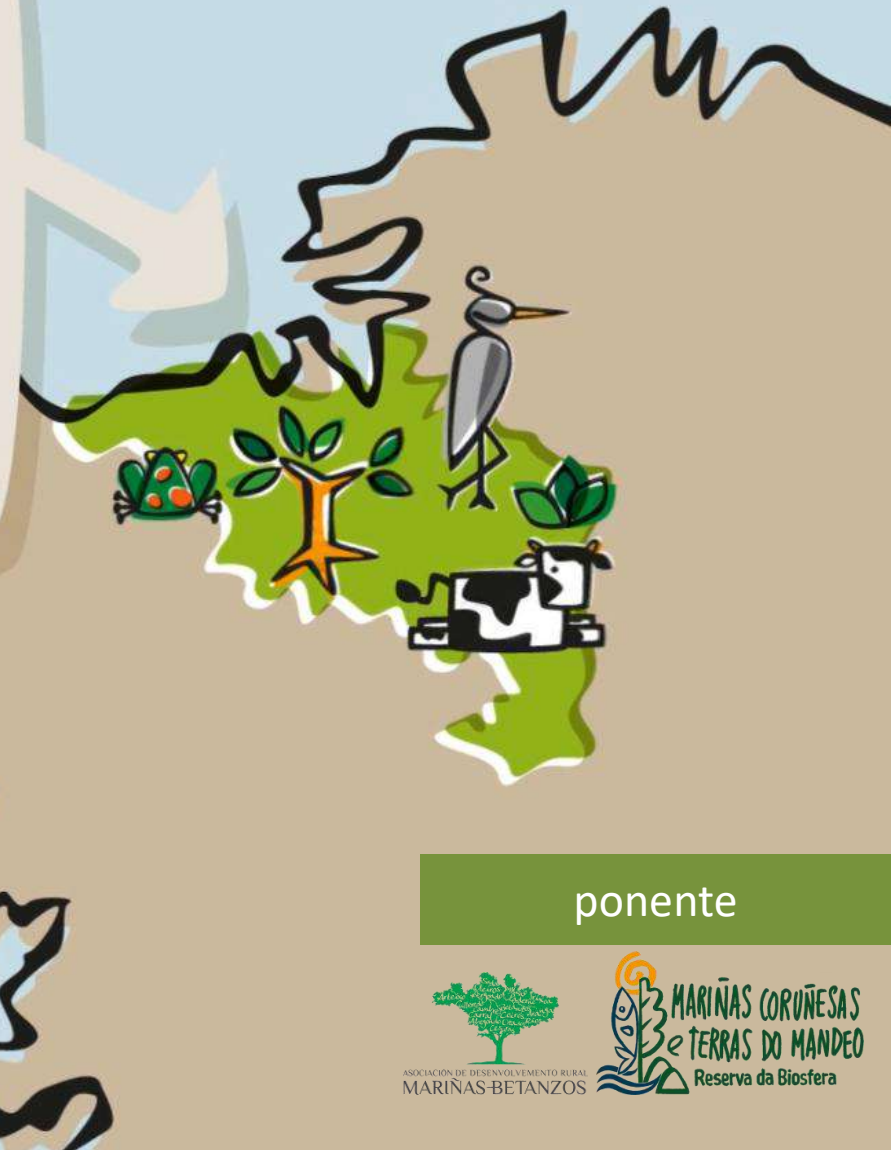 ponente
ASOCIACIÓN DE DESENVOLVEMENTO RURAL
MARIÑAS-BETANZOS
MARIÑAS CORUÑESAS
e TERRAS DO MANDEO
Reserva da Biosfera